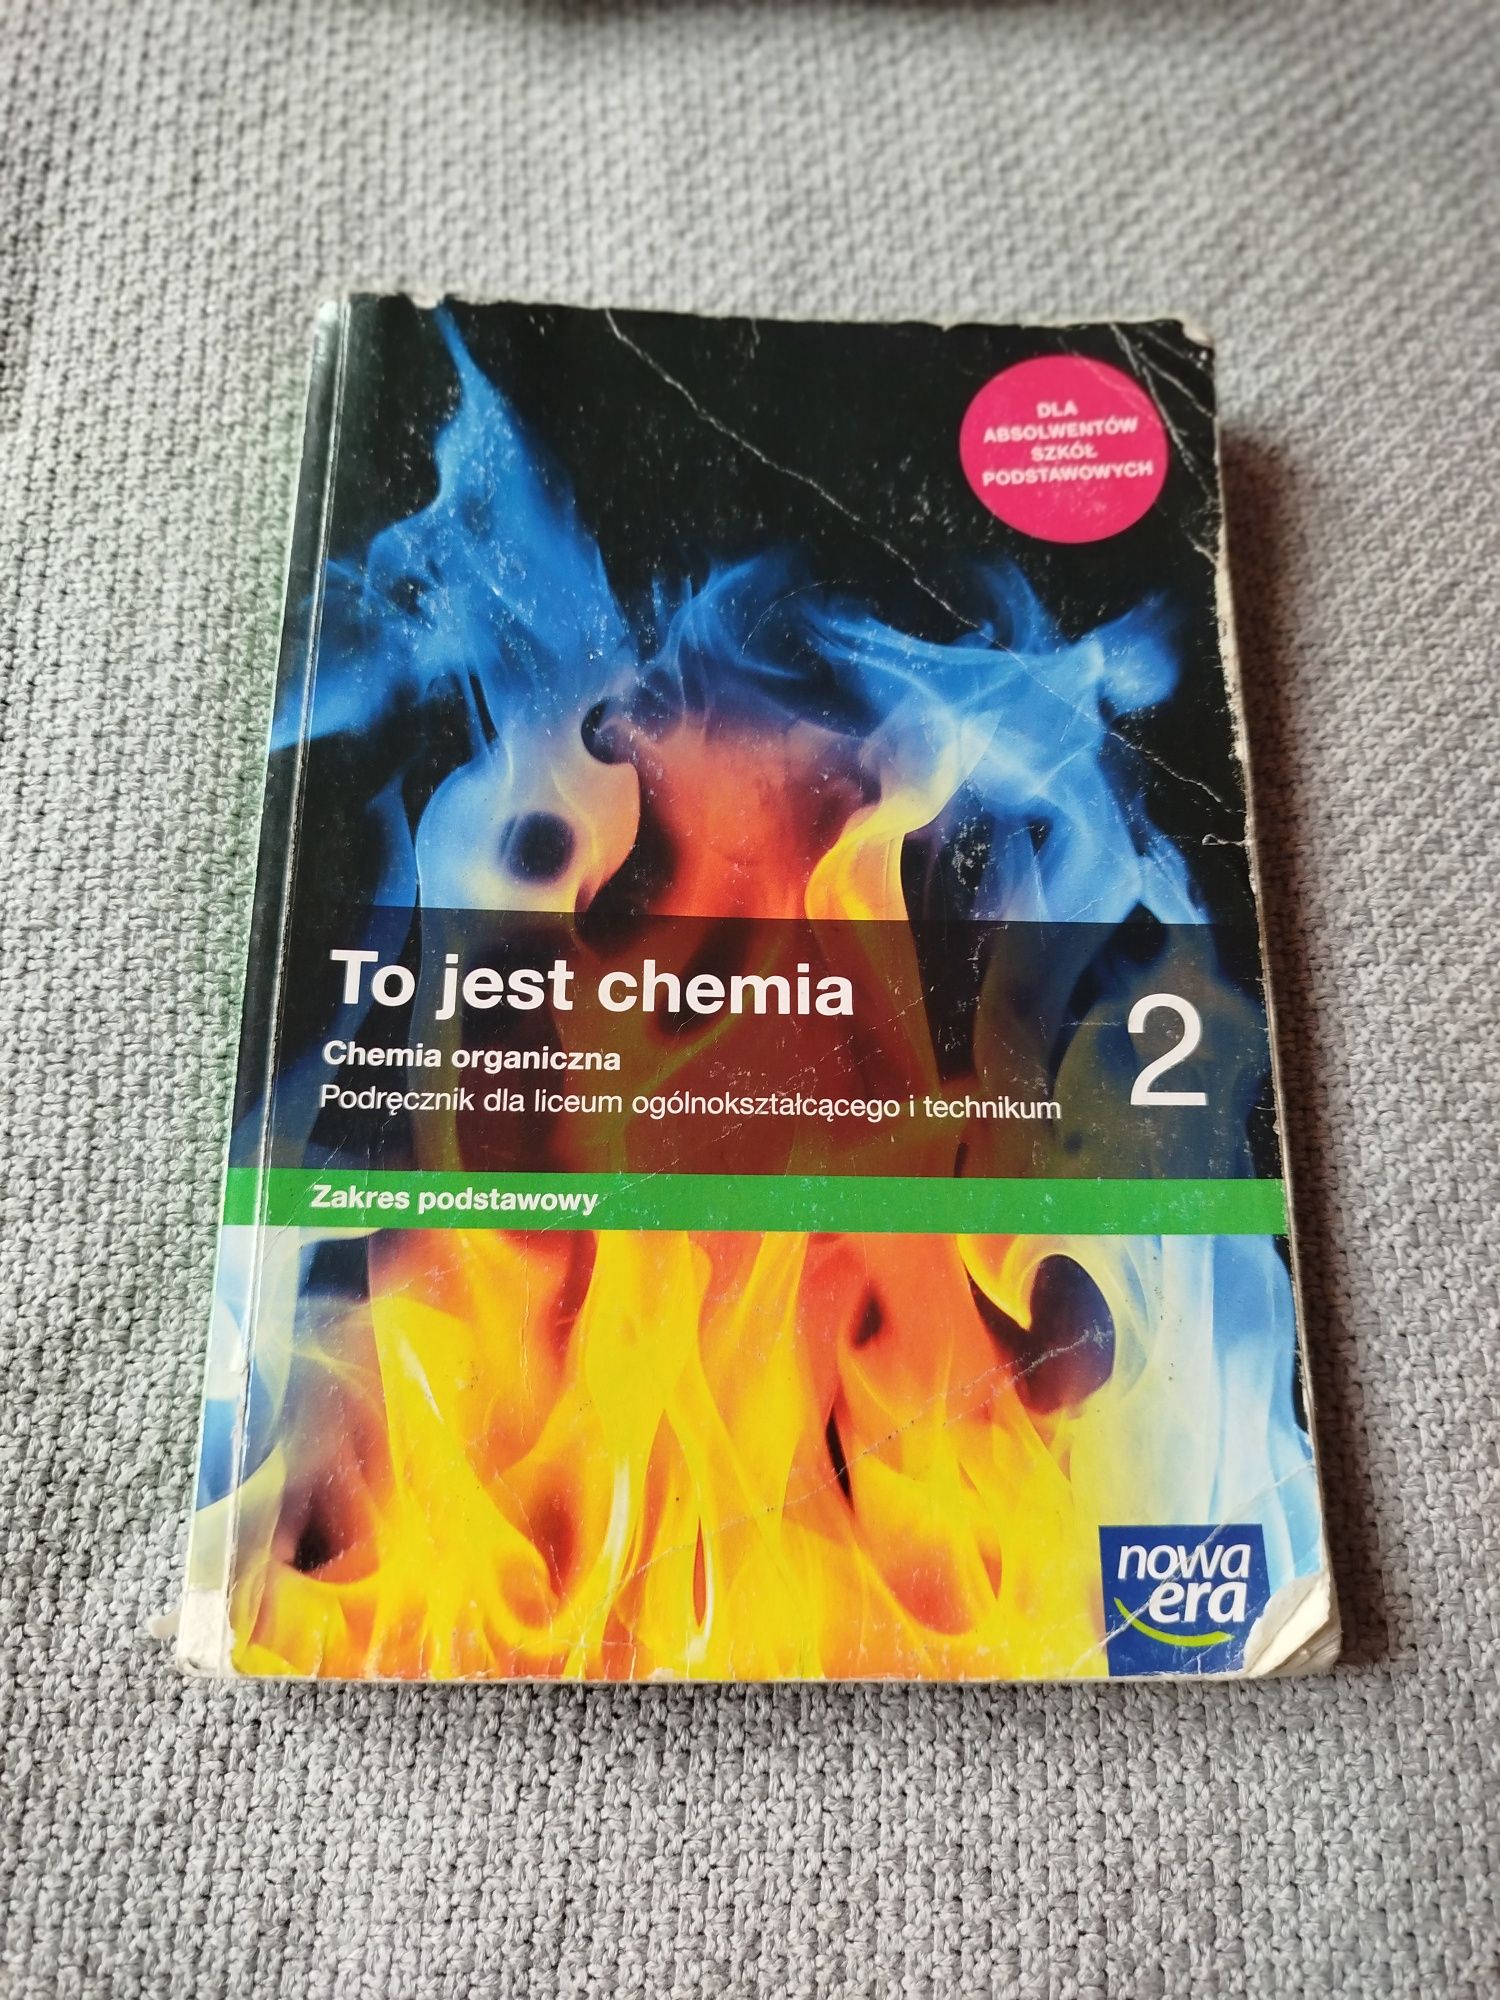 DLA
ABSOLWENTÓW
SZKÓŁ
PODSTAWOWYCH
To jest chemia
2
Chemia organiczna
Podręcznik dla liceum ogólnokształcącego i technikum
Zakres podstawowy
nowa
era